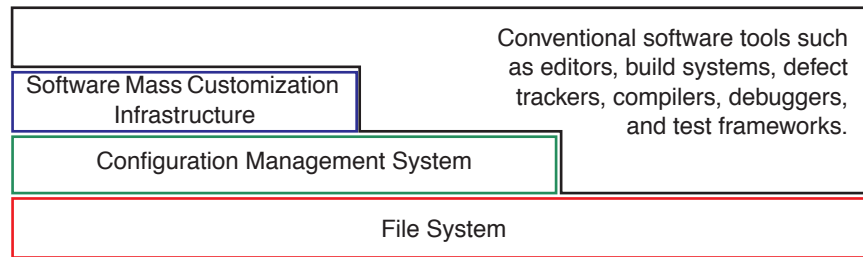 Conventional software tools such
as editors, build systems, defect
trackers, compilers, debuggers,
and test frameworks.
Software Mass Customization
Infrastructure
Configuration Management System
File System